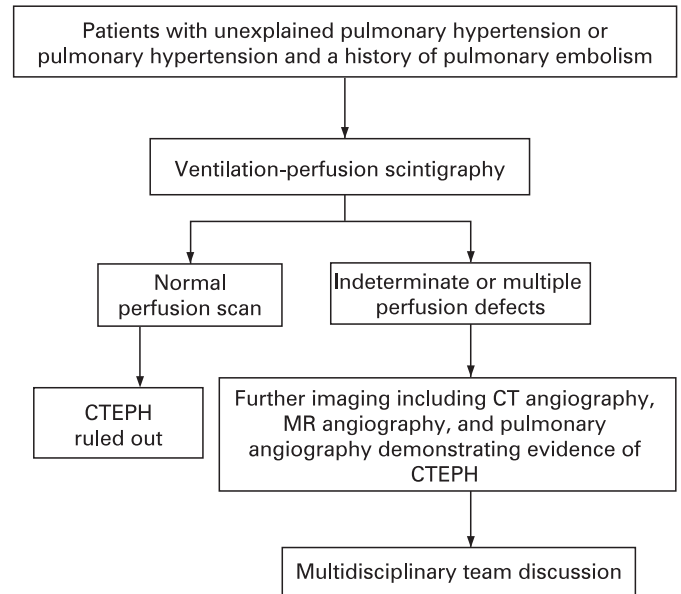 Patients with unexplained pulmonary hypertension or
pulmonary hypertension and a history of pulmonary embolism
Ventilation-perfusion scintigraphy
Normal
perfusion scan
Indeterminate or multiple
perfusion defects
CTEPH
ruled out
Further imaging including CT angiography,
MR angiography, and pulmonary
angiography demonstrating evidence of
CTEPH
Multidisciplinary team discussion